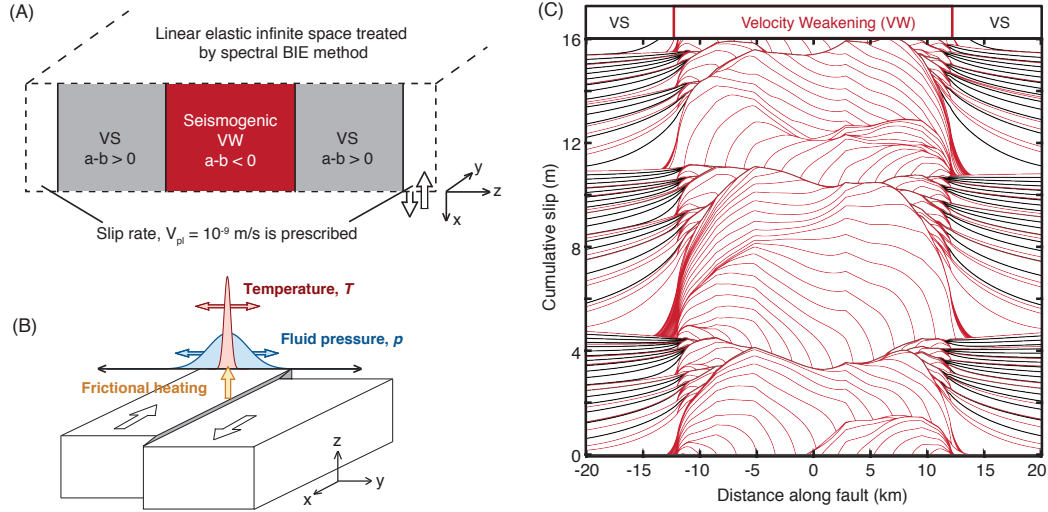 (A)
Linear elastic infinite space treated
by spectral BIE method
VS
a-b > 0
Seismogenic
VW
a-b < 0
VS
a-b > 0
y
z
x
Slip rate, Vpl = 10-9 m/s is prescribed
(B)
Temperature, T
Fluid pressure, p
Frictional heating
z
y
x
(C)
VS
Velocity Weakening (VW)
VS
Cumulative slip (m)
16
12
8
4
0
-20
-15
-10
-5
0
5
10
15
20
Distance along fault (km)